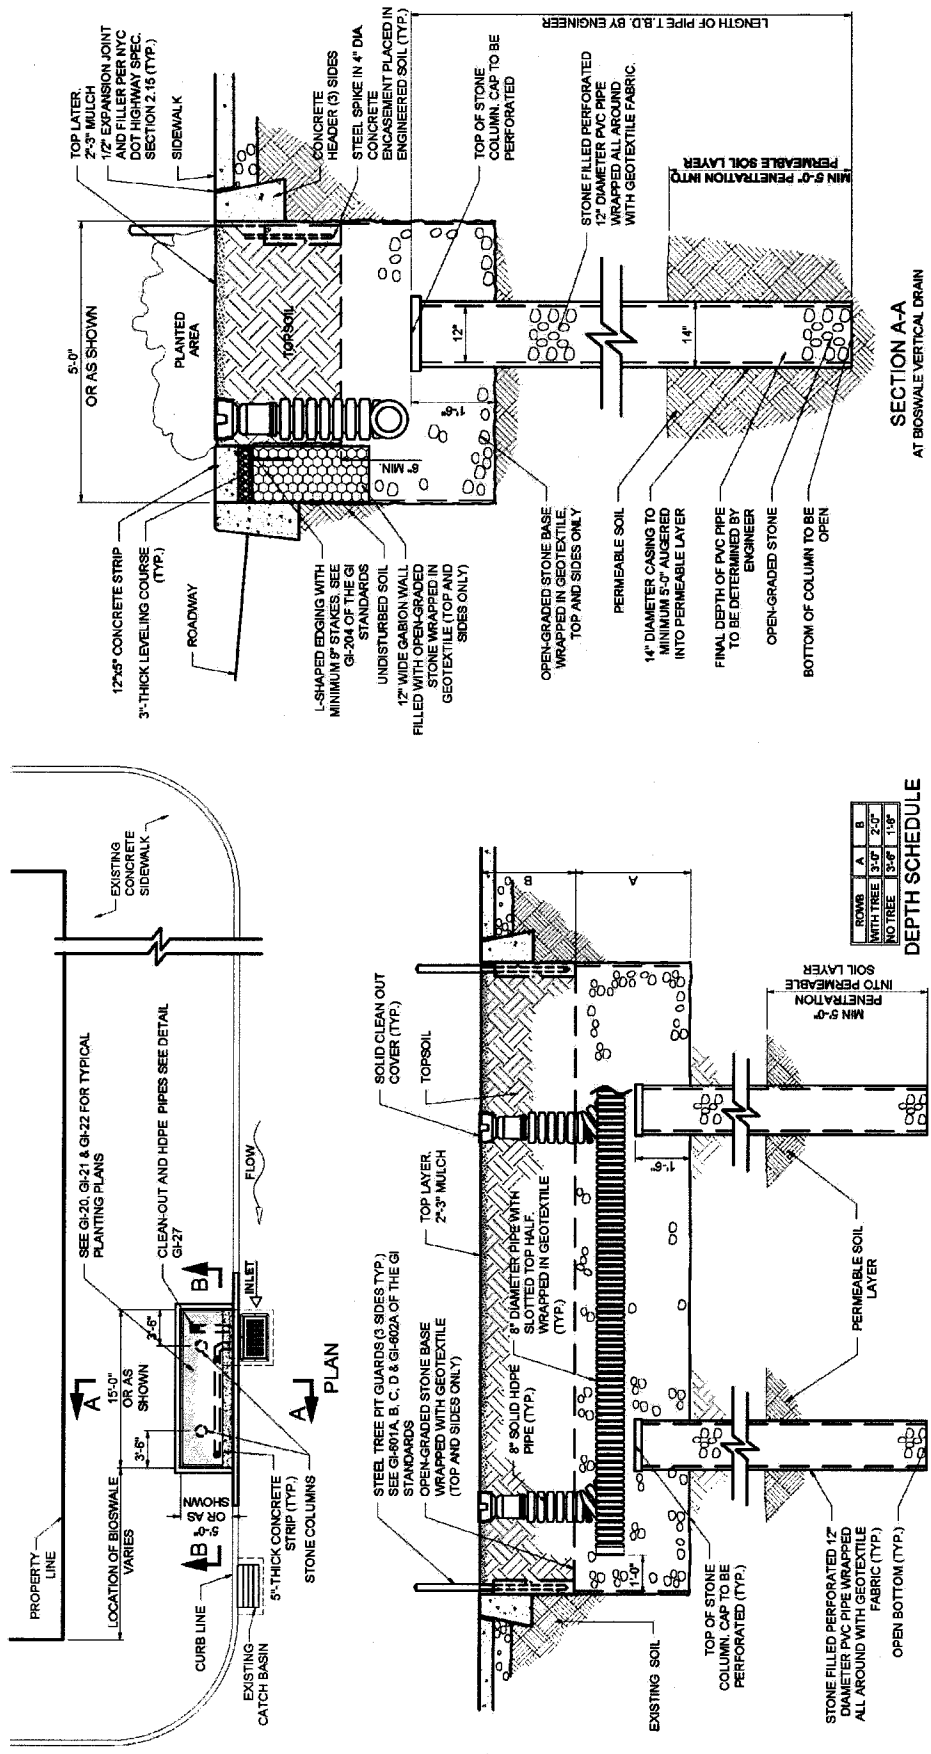 PROPERTY
LINE
LOCATION OF BIOSWALE
VARIES
CURB LINE
EXISTING
CATCH BASIN
EXISTING
CONCRETE
SIDEWALK
SEE GI-20, GI-21 & GI-22 FOR TYPICAL
PLANTING PLANS
CLEAN-OUT AND HDPE PIPES SEE DETAIL
GI-27
15'-0"
OR AS
SHOWN
3'-6"
3'-6"
5'-0"
OR AS
SHOWN
A
A
B
B
INLET
FLOW
5"-THICK CONCRETE
STRIP (TYP.)
STONE COLUMNS
PLAN
STEEL TREE PIT GUARDS (3 SIDES TYP.)
SEE GI-601A, B, C, D & GI-602A OF THE GI
STANDARDS
OPEN-GRADED STONE BASE
WRAPPED WITH GEOTEXTILE
(TOP AND SIDES ONLY)
TOP LAYER.
2"-3" MULCH
SOLID CLEAN OUT
COVER (TYP.)
TOPSOIL
8" SOLID HDPE
PIPE (TYP.)
8" DIAMETER PIPE WITH
SLOTTED TOP HALF.
WRAPPED IN GEOTEXTILE
(TYP.)
B
A
1'-0"
1'-6"
EXISTING SOIL
TOP OF STONE
COLUMN. CAP TO BE
PERFORATED (TYP.)
STONE FILLED PERFORATED 12"
DIAMETER PVC PIPE WRAPPED
ALL AROUND WITH GEOTEXTILE
FABRIC (TYP.)
OPEN BOTTOM (TYP.)
PERMEABLE SOIL
LAYER
MIN 5'-0"
PENETRATION
INTO PERMEABLE
SOIL LAYER
ROWB A B
WITH TREE 3'-0" 2'-0"
NO TREE 3'-6" 1'-6"
DEPTH SCHEDULE
5'-0"
OR AS SHOWN
12"x5" CONCRETE STRIP
3"-THICK LEVELING COURSE
(TYP.)
ROADWAY
L-SHAPED EDGING WITH
MINIMUM 9" STAKES. SEE
GI-204 OF THE GI
STANDARDS
UNDISTURBED SOIL
12" WIDE GABION WALL
FILLED WITH OPEN-GRADED
STONE WRAPPED IN
GEOTEXTILE (TOP AND
SIDES ONLY)
PLANTED
AREA
TOPSOIL
6" MIN.
1'-6"
TOP LATER.
2"-3" MULCH
1/2" EXPANSION JOINT
AND FILLER PER NYC
DOT HIGHWAY SPEC.
SECTION 2.15 (TYP.)
SIDEWALK
CONCRETE
HEADER (3) SIDES
STEEL SPIKE IN 4" DIA.
CONCRETE
ENCASEMENT PLACED IN
ENGINEERED SOIL (TYP.)
TOP OF STONE
COLUMN. CAP TO BE
PERFORATED
LENGTH OF PIPE T.B.D. BY ENGINEER
STONE FILLED PERFORATED
12" DIAMETER PVC PIPE
WRAPPED ALL AROUND
WITH GEOTEXTILE FABRIC.
12"
14"
MIN 5'-0" PENETRATION INTO
PERMEABLE SOIL LAYER
OPEN-GRADED STONE BASE
WRAPPED IN GEOTEXTILE,
TOP AND SIDES ONLY
PERMEABLE SOIL
14" DIAMETER CASING TO
MINIMUM 5'-0" AUGERED
INTO PERMEABLE LAYER
FINAL DEPTH OF PVC PIPE
TO BE DETERMINED BY
ENGINEER
OPEN-GRADED STONE
BOTTOM OF COLUMN TO BE
OPEN
SECTION A-A
AT BIOSWALE VERTICAL DRAIN